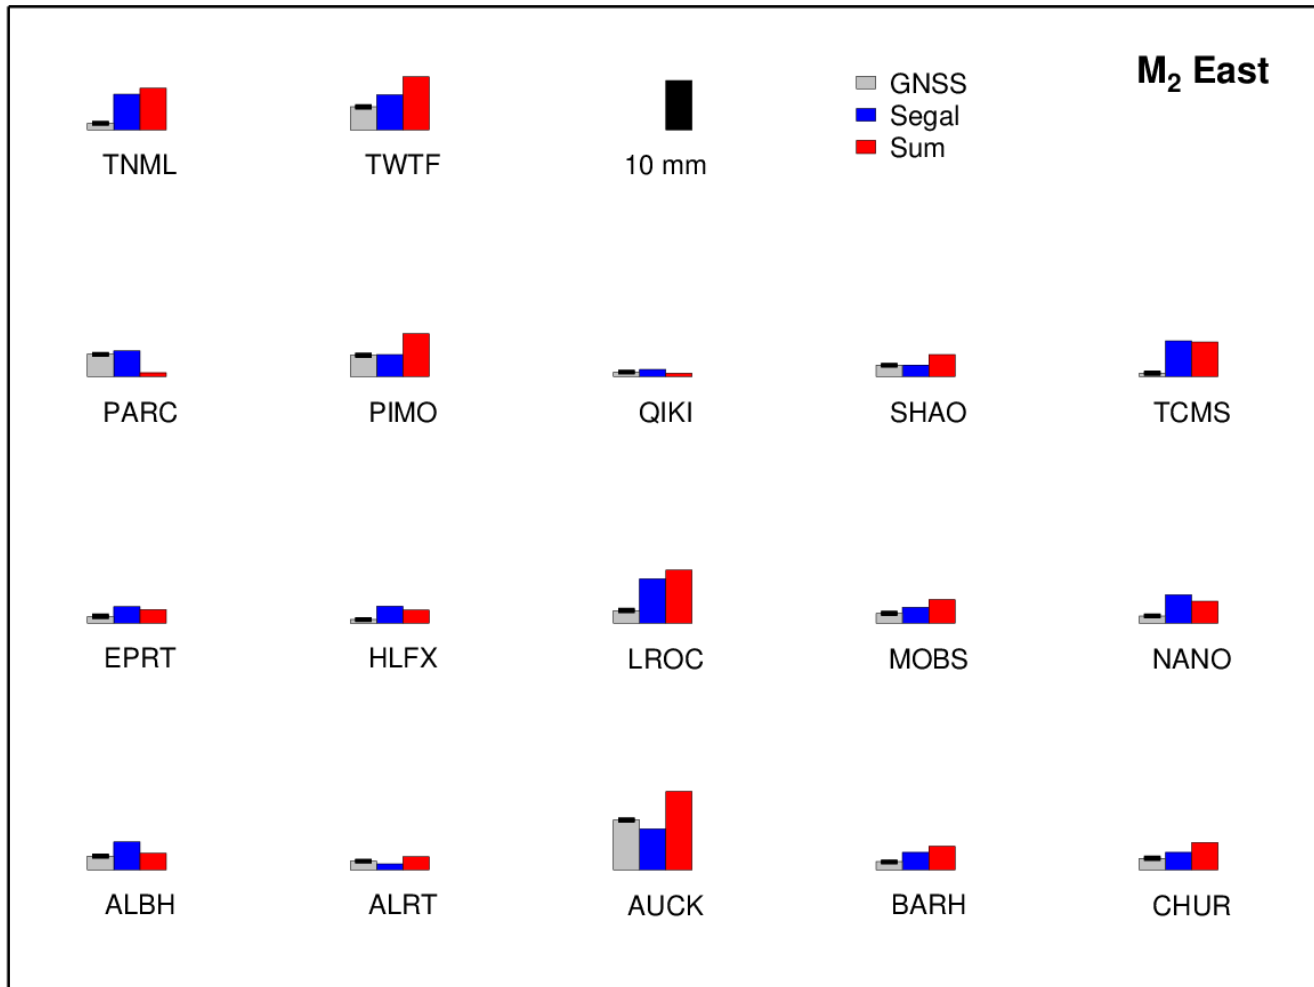 M₂ East
GNSS
Segal
Sum
TNML
TWTF
10 mm
PARC
PIMO
QIKI
SHAO
TCMS
EPRT
HLFX
LROC
MOBS
NANO
ALBH
ALRT
AUCK
BARH
CHUR